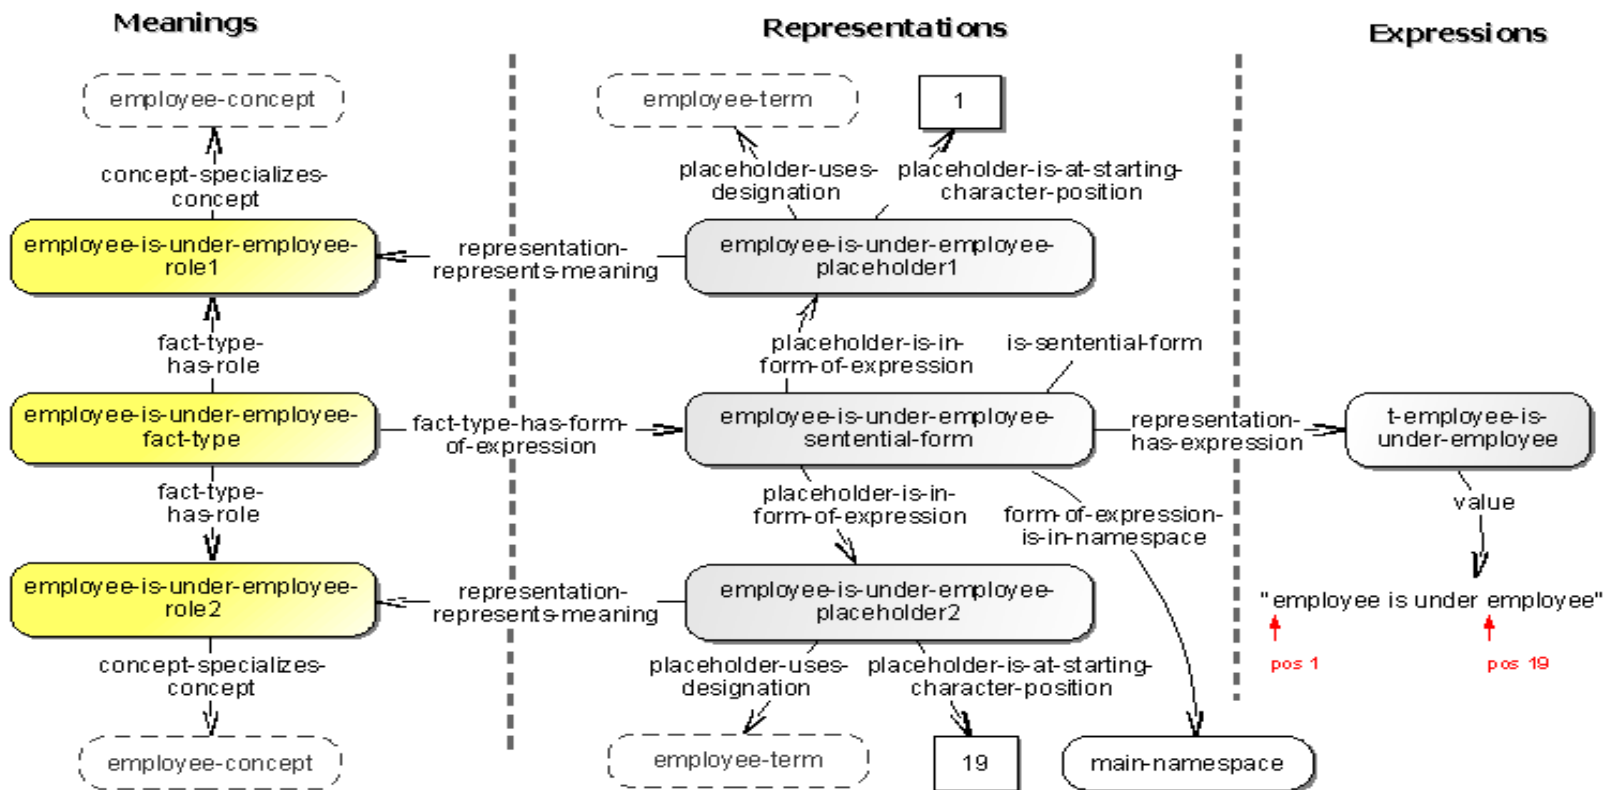 Meanings
Representations
Expressions
employee-concept
employee-term
1
concept-specializes-
concept
placeholder-uses-
designation
placeholder-is-at-starting-
character-position
employee-is-under-employee-
role1
representation-
represents-meaning
employee-is-under-employee-
placeholder1
fact-type-
has-role
placeholder-is-in-
form-of-expression
is-sentential-form
employee-is-under-employee-
fact-type
fact-type-has-form-
of-expression
employee-is-under-employee-
sentential-form
representation-
has-expression
t-employee-is-
under-employee
fact-type-
has-role
placeholder-is-in-
form-of-expression
form-of-expression-
is-in-namespace
value
employee-is-under-employee-
role2
representation-
represents-meaning
employee-is-under-employee-
placeholder2
"employee is under employee"
pos 1
pos 19
concept-specializes-
concept
placeholder-uses-
designation
placeholder-is-at-starting-
character-position
employee-concept
employee-term
19
main-namespace